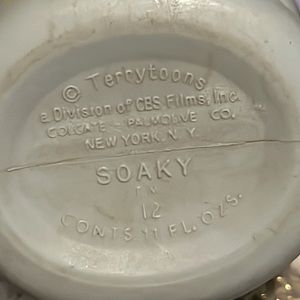 © Terrytoons
a Division of CBS Films, Inc.
COLGATE - PALMOLIVE CO.
NEW YORK, N.Y.
SOAKY
T.M.
12
CONTS. 11 FL. OZS.